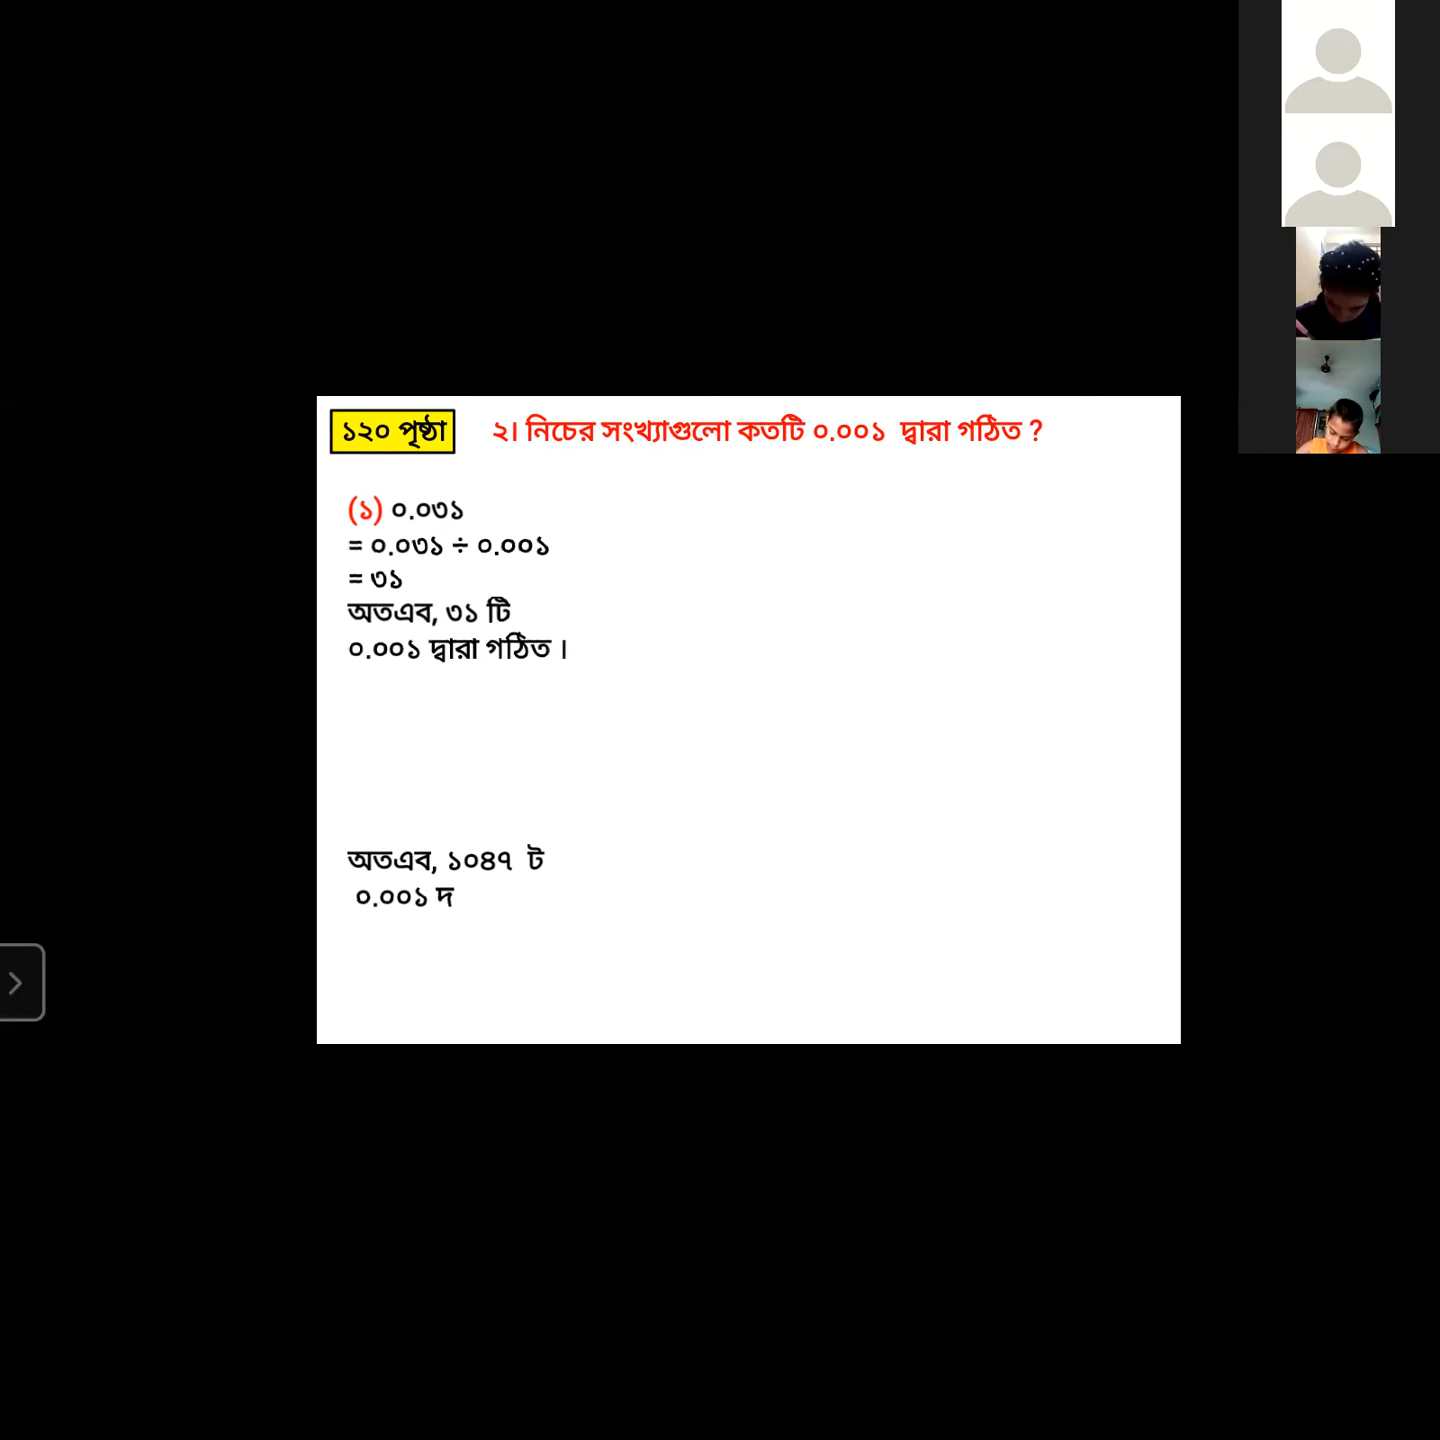 ১২০ পৃষ্ঠা ২। নিচের সংখ্যাগুলো কতটি ০.০০১ দ্বারা গঠিত ?
(১) ০.০৩১
= ০.০৩১ ÷ ০.০০১
= ৩১
অতএব, ৩১ টি
০.০০১ দ্বারা গঠিত ।
অতএব, ১০৪৭ ট
০.০০১ দ